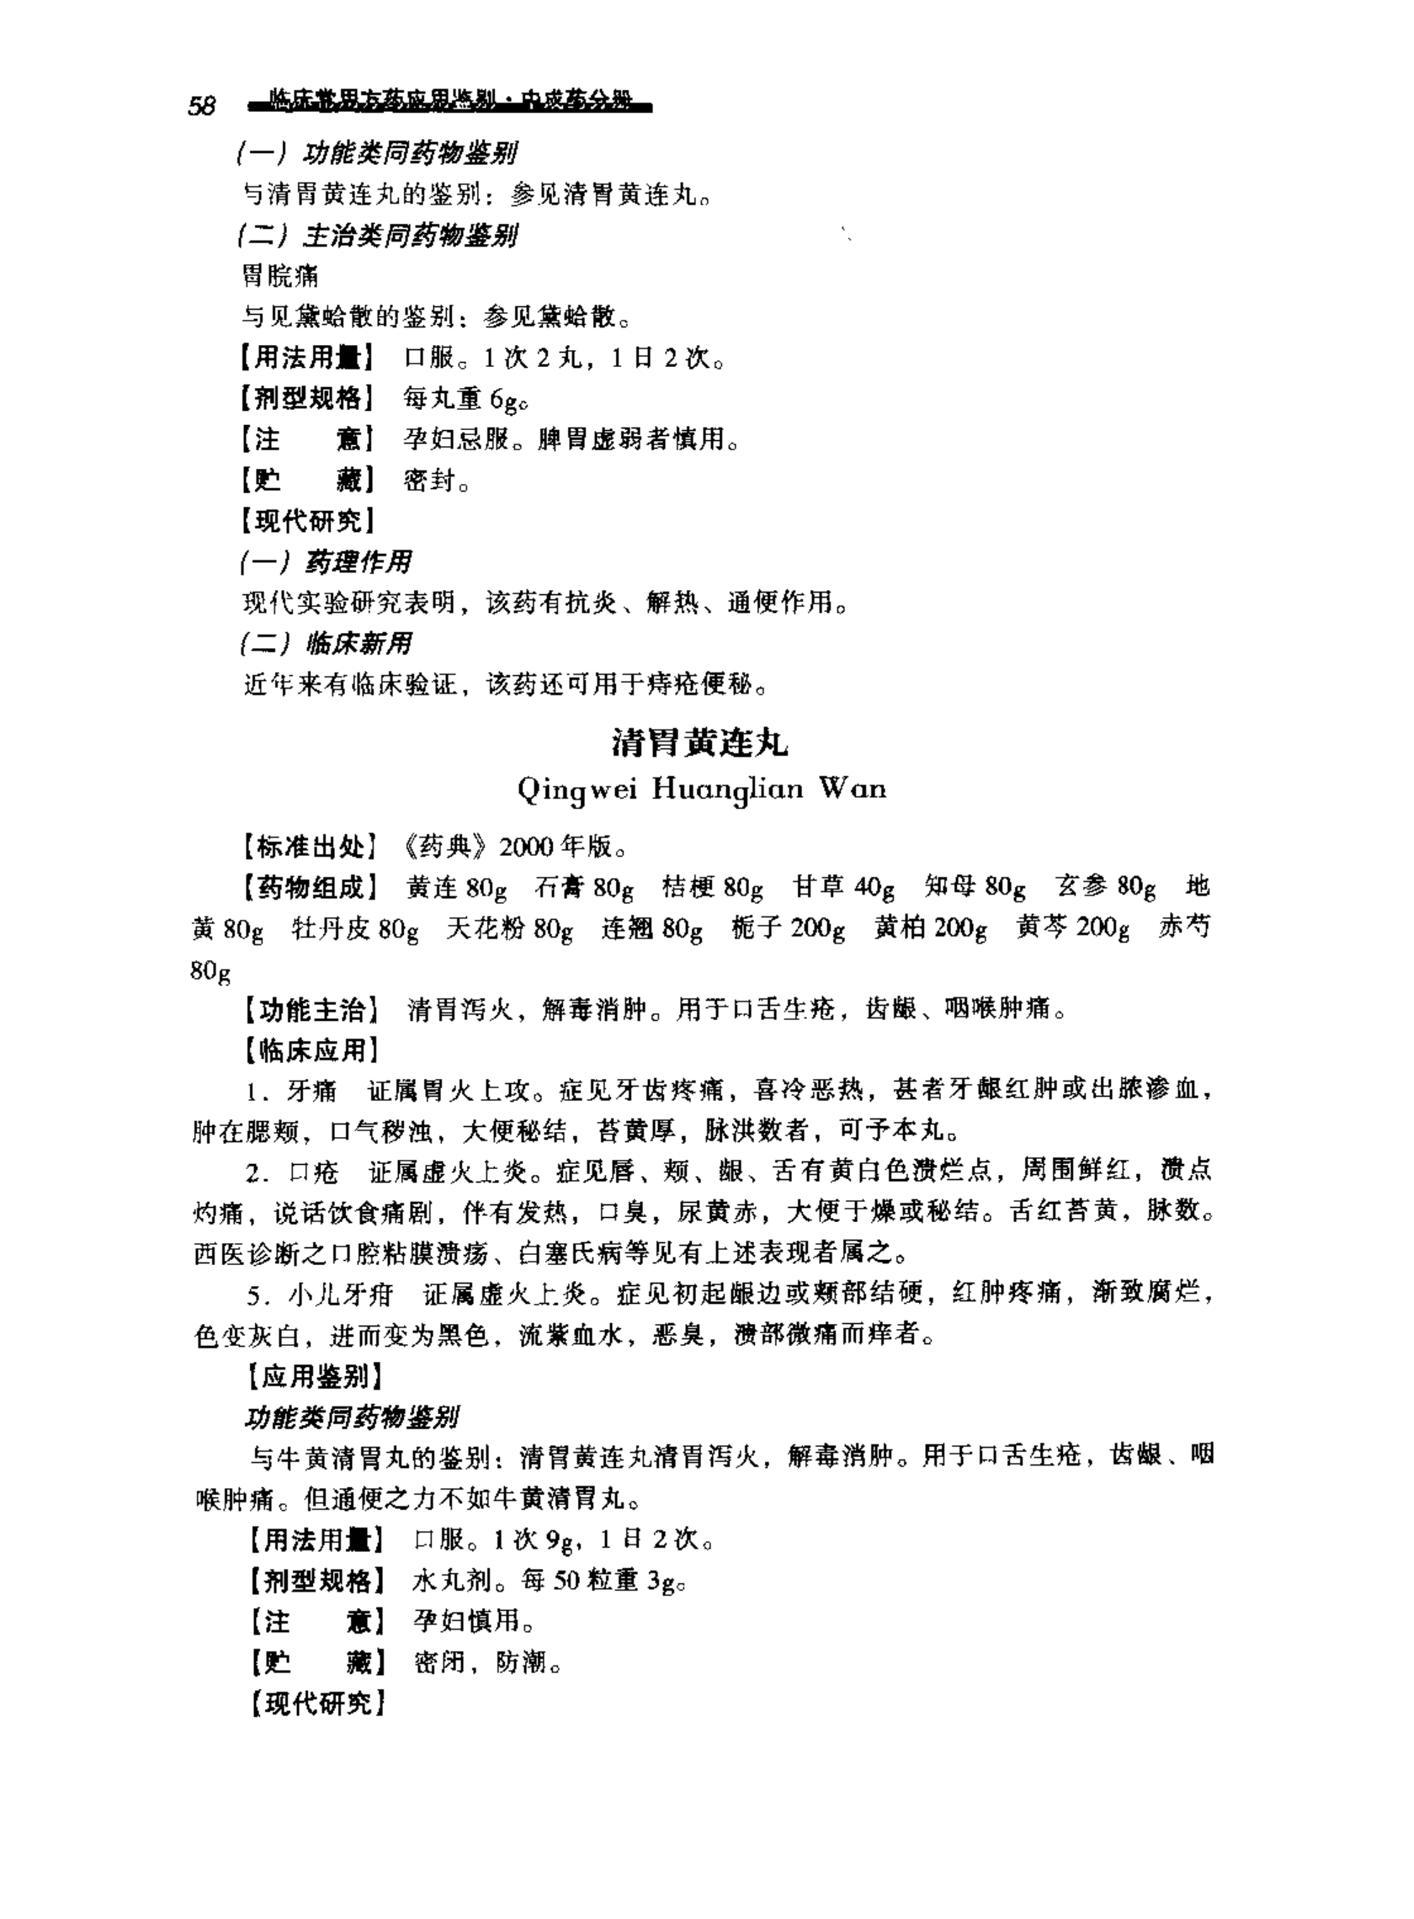 58 临床常用方药应用鉴别·中成药分册
(一) 功能类同药物鉴别
与清胃黄连丸的鉴别：参见清胃黄连丸。
(二) 主治类同药物鉴别
胃脘痛
与见黛蛤散的鉴别：参见黛蛤散。
【用法用量】 口服。1次2丸，1日2次。
【剂型规格】 每丸重6g。
【注 意】 孕妇忌服。脾胃虚弱者慎用。
【贮 藏】 密封。
【现代研究】
(一) 药理作用
现代实验研究表明，该药有抗炎、解热、通便作用。
(二) 临床新用
近年来有临床验证，该药还可用于痔疮便秘。
清胃黄连丸
Qingwei Huanglian Wan
【标准出处】 《药典》2000年版。
【药物组成】 黄连80g 石膏80g 桔梗80g 甘草40g 知母80g 玄参80g 地
黄80g 牡丹皮80g 天花粉80g 连翘80g 栀子200g 黄柏200g 黄芩200g 赤芍
80g
【功能主治】 清胃泻火，解毒消肿。用于口舌生疮，齿龈、咽喉肿痛。
【临床应用】
1. 牙痛 证属胃火上攻。症见牙齿疼痛，喜冷恶热，甚者牙龈红肿或出脓渗血，
肿在腮颊，口气秽浊，大便秘结，苔黄厚，脉洪数者，可予本丸。
2. 口疮 证属虚火上炎。症见唇、颊、龈、舌有黄白色溃烂点，周围鲜红，溃点
灼痛，说话饮食痛剧，伴有发热，口臭，尿黄赤，大便于燥或秘结。舌红苔黄，脉数。
西医诊断之口腔粘膜溃疡、白塞氏病等见有上述表现者属之。
5. 小儿牙疳 证属虚火上炎。症见初起龈边或颊部结硬，红肿疼痛，渐致腐烂，
色变灰白，进而变为黑色，流紫血水，恶臭，溃部微痛而痒者。
【应用鉴别】
功能类同药物鉴别
与牛黄清胃丸的鉴别：清胃黄连丸清胃泻火，解毒消肿。用于口舌生疮，齿龈、咽
喉肿痛。但通便之力不如牛黄清胃丸。
【用法用量】 口服。1次9g，1日2次。
【剂型规格】 水丸剂。每50粒重3g。
【注 意】 孕妇慎用。
【贮 藏】 密闭，防潮。
【现代研究】